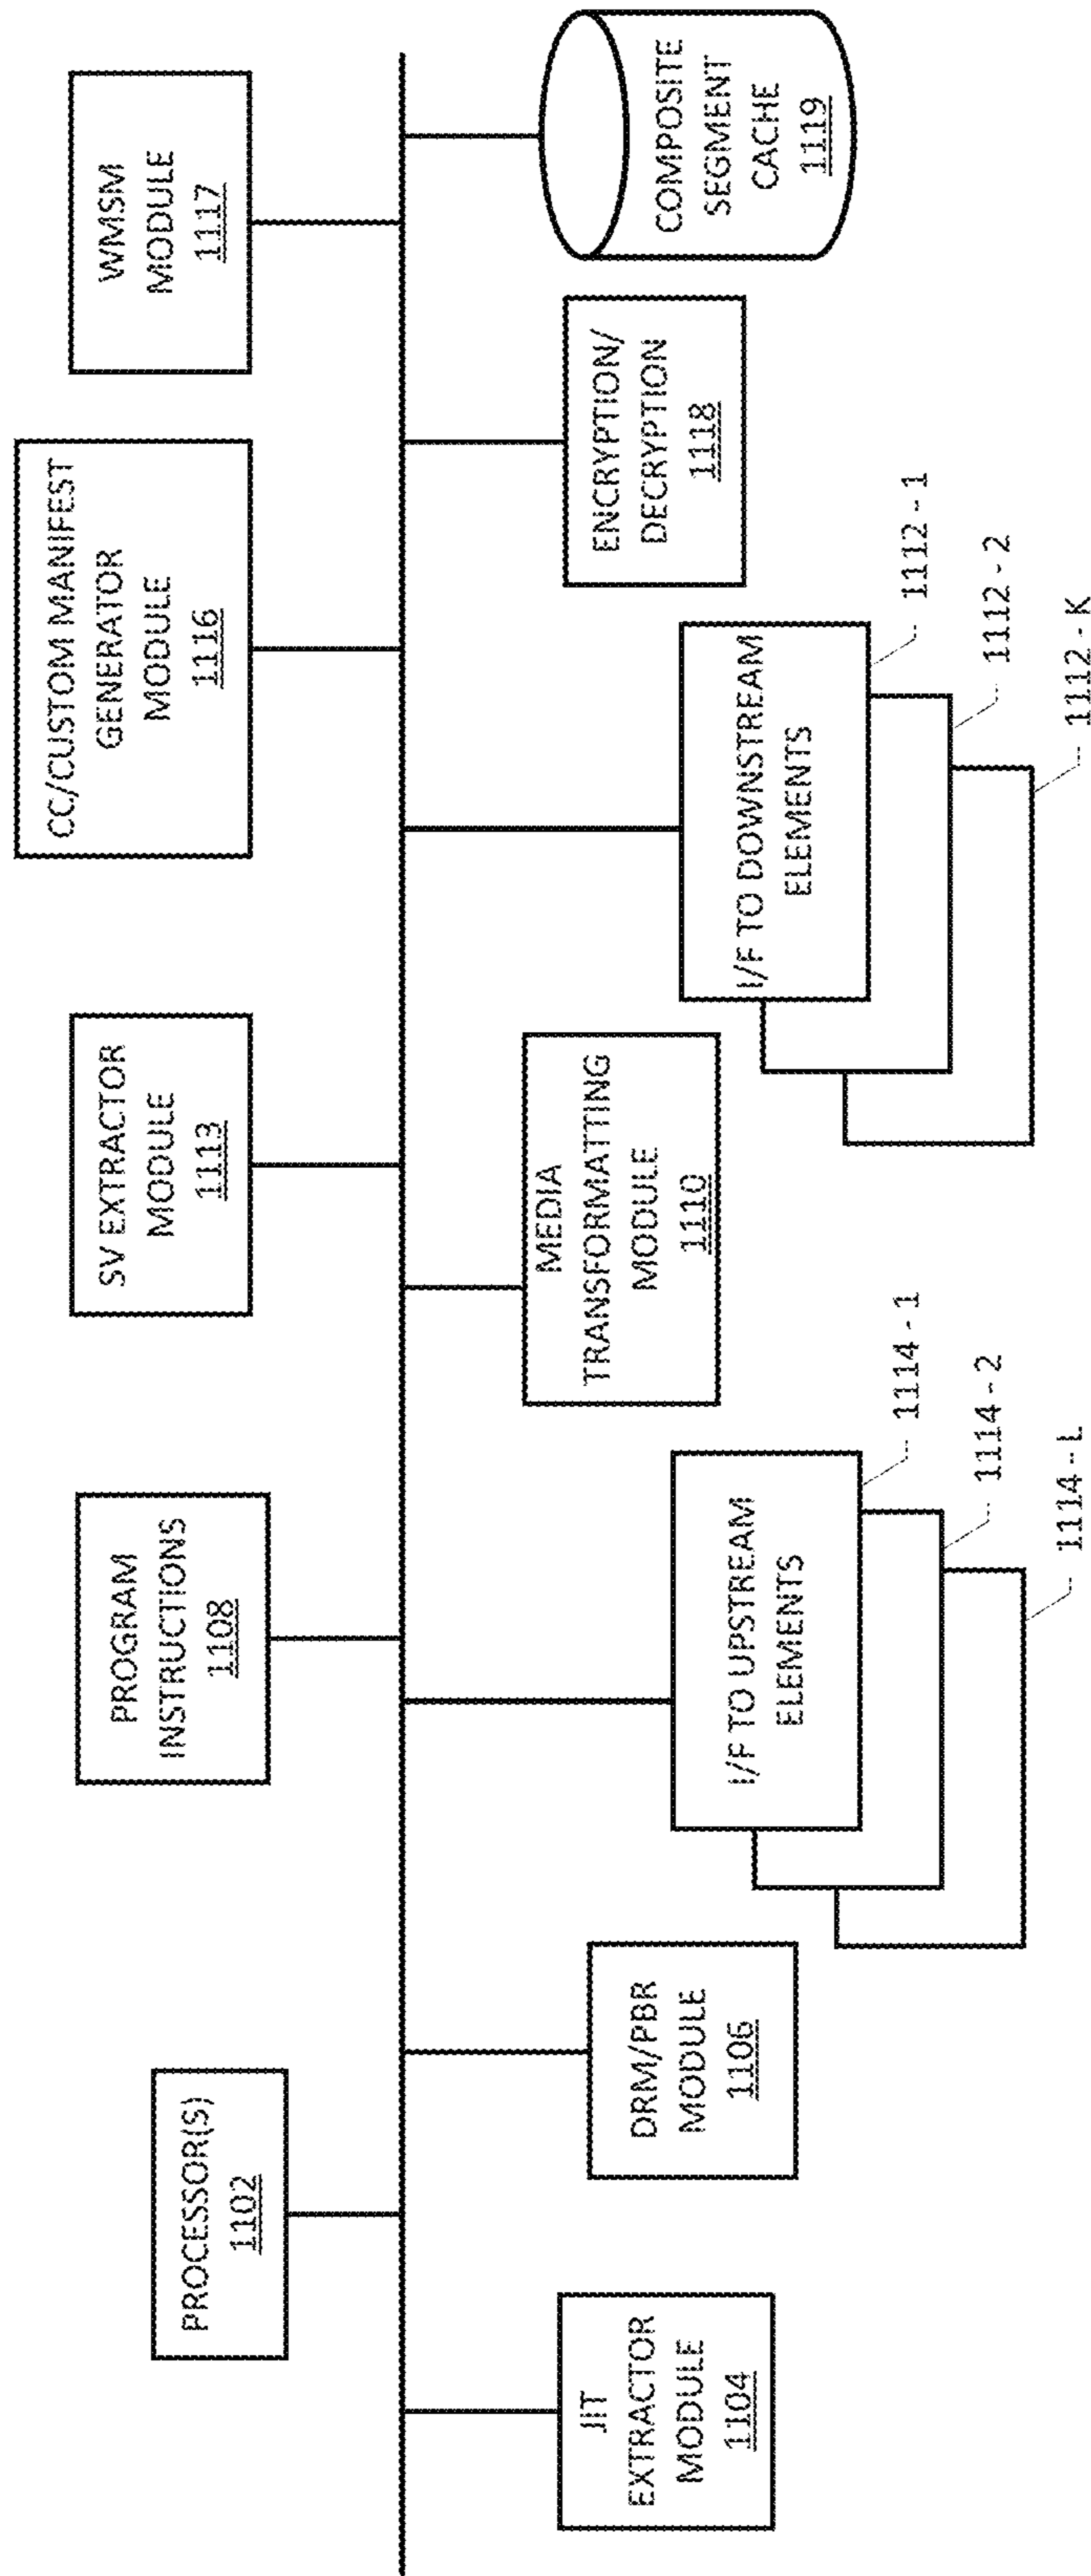 PROCESSOR(S)
1102
PROGRAM
INSTRUCTIONS
1108
SV EXTRACTOR
MODULE
1113
CC/CUSTOM MANIFEST
GENERATOR
MODULE
1116
WMSM
MODULE
1117
JIT
EXTRACTOR
MODULE
1104
DRM/PBR
MODULE
1106
I/F TO UPSTREAM
ELEMENTS
1114 - 1
1114 - 2
1114 - L
MEDIA
TRANSFORMATTING
MODULE
1110
I/F TO DOWNSTREAM
ELEMENTS
1112 - 1
1112 - 2
1112 - K
ENCRYPTION/
DECRYPTION
1118
COMPOSITE
SEGMENT
CACHE
1119